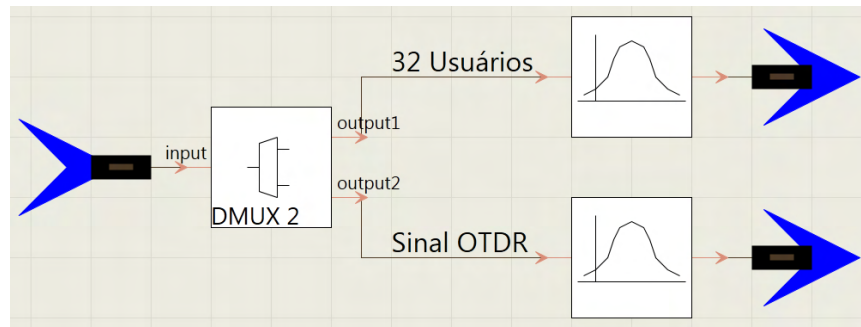 32 Usuários
output1
input
output2
DMUX 2
Sinal OTDR